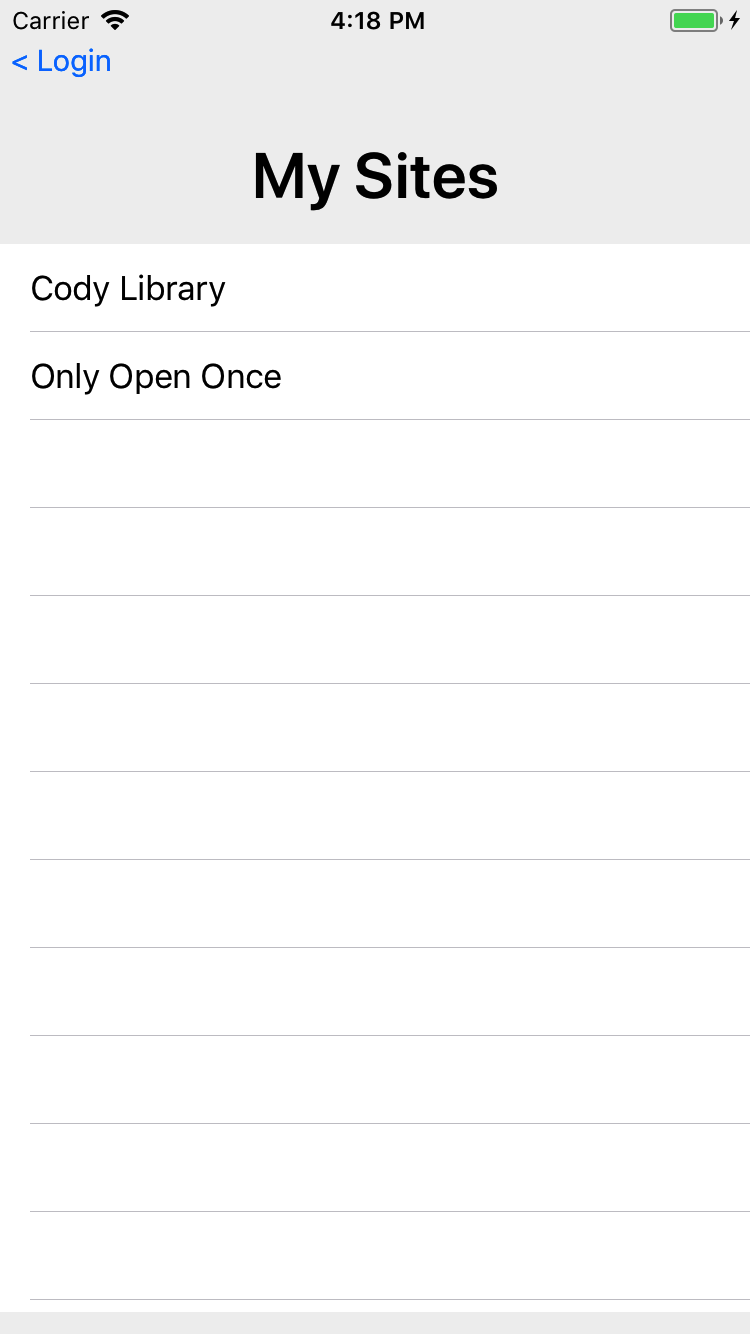 Carrier 4:18 PM
< Login
My Sites
Cody Library
Only Open Once